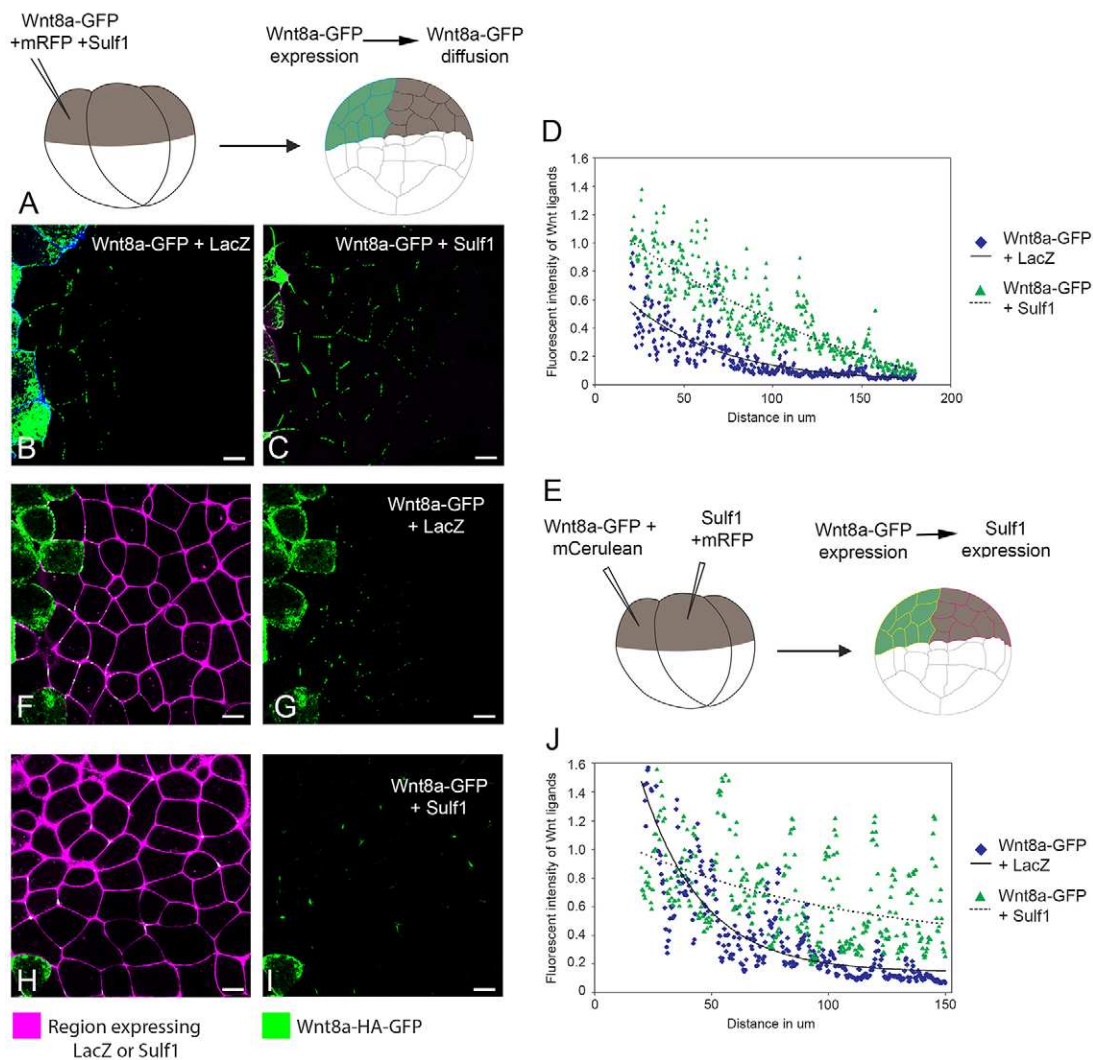 Wnt8a-GFP
+mRFP +Sulf1
Wnt8a-GFP
expression
Wnt8a-GFP
diffusion
A
Wnt8a-GFP + LacZ
B
Wnt8a-GFP + Sulf1
C
D
Fluorescent intensity of Wnt ligands
1.6
1.4
1.2
1.0
0.8
0.6
0.4
0.2
0
0
50
100
150
200
Distance in um
Wnt8a-GFP
+ LacZ
Wnt8a-GFP
+ Sulf1
E
Wnt8a-GFP +
mCerulean
Sulf1
+mRFP
Wnt8a-GFP
expression
Sulf1
expression
F
Wnt8a-GFP
+ LacZ
G
H
Wnt8a-GFP
+ Sulf1
I
J
Fluorescent intensity of Wnt ligands
1.6
1.4
1.2
1.0
0.8
0.6
0.4
0.2
0
0
50
100
150
Distance in um
Wnt8a-GFP
+ LacZ
Wnt8a-GFP
+ Sulf1
Region expressing
LacZ or Sulf1
Wnt8a-HA-GFP